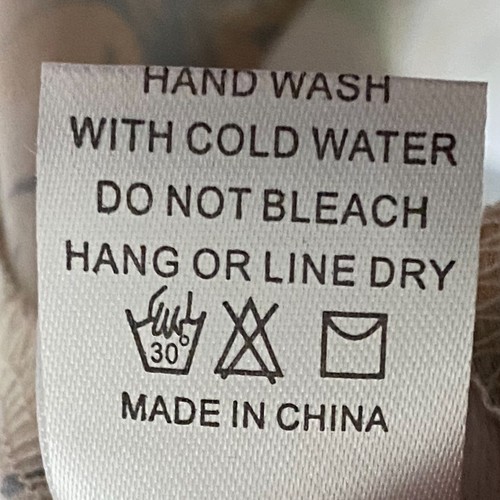 HAND WASH
WITH COLD WATER
DO NOT BLEACH
HANG OR LINE DRY
30°
MADE IN CHINA